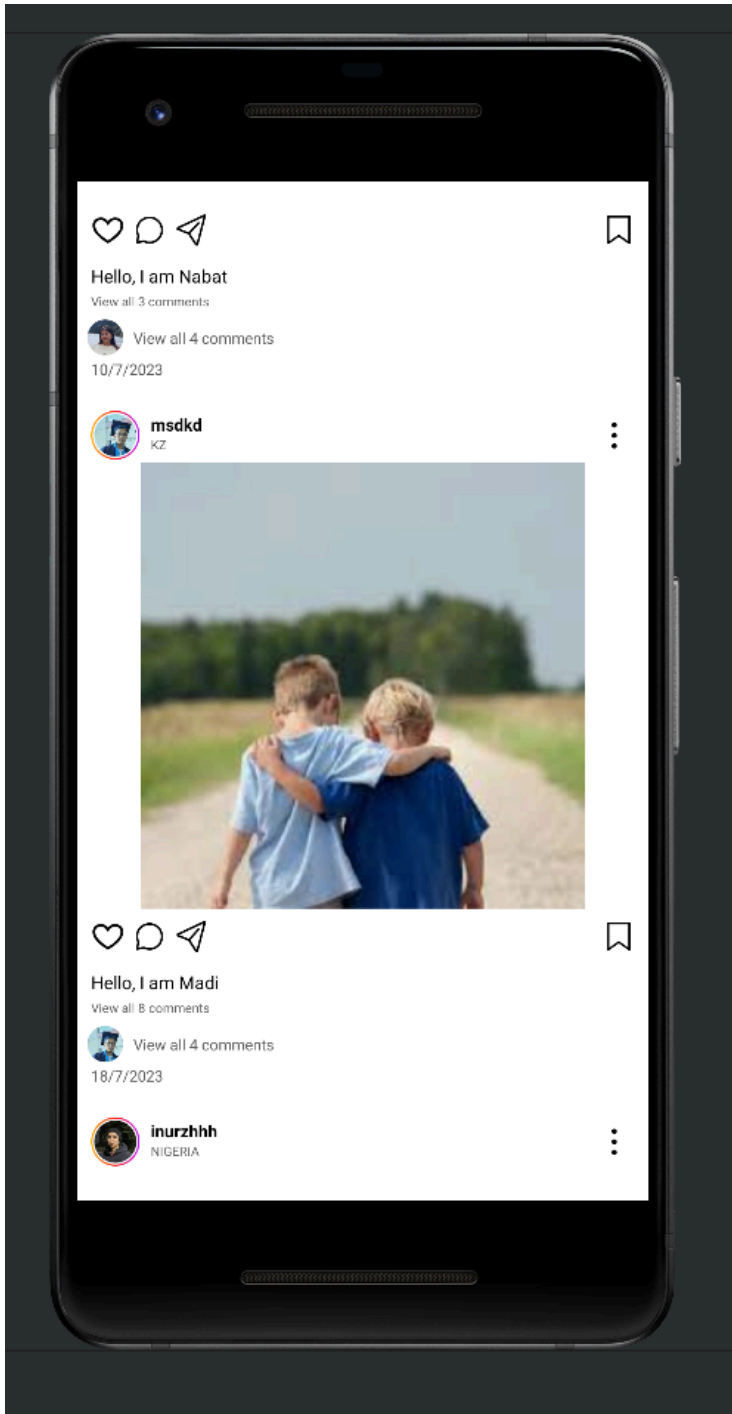 Hello, I am Nabat
View all 3 comments
View all 4 comments
10/7/2023
msdkd
KZ
Hello, I am Madi
View all 8 comments
View all 4 comments
18/7/2023
inurzhhh
NIGERIA